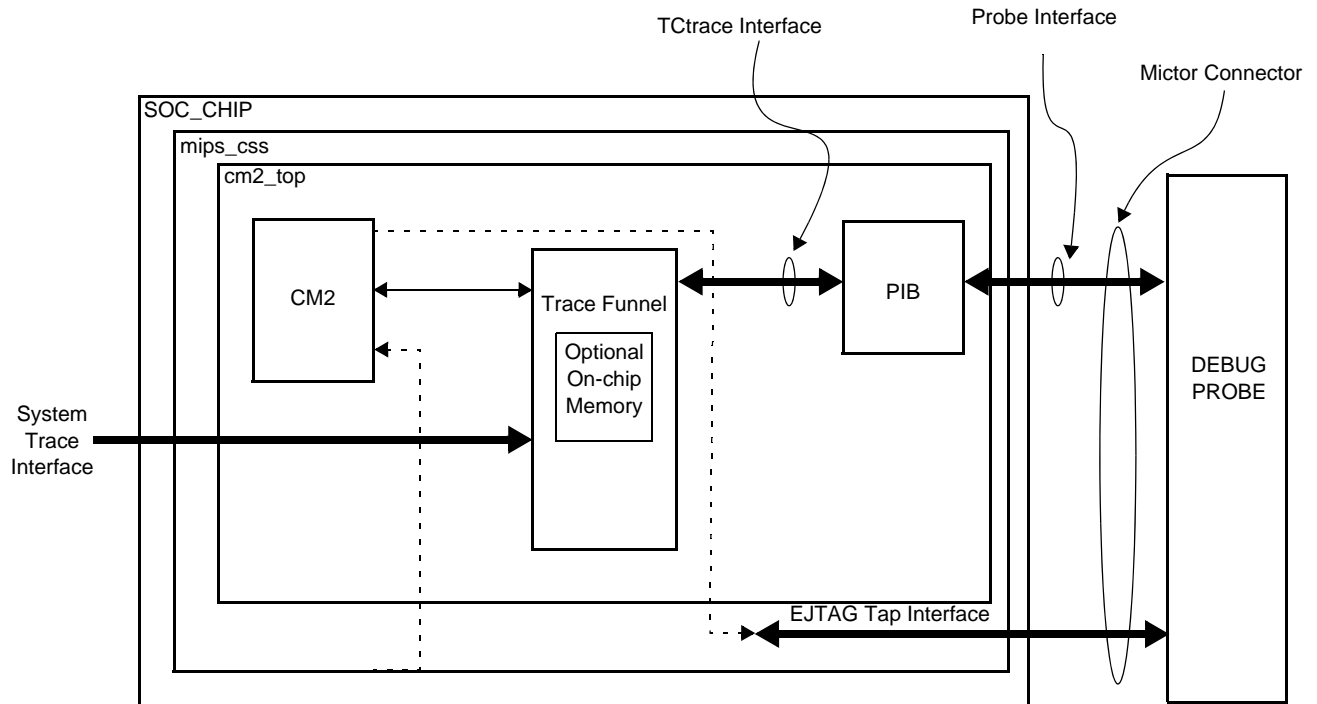 TCtrace Interface
Probe Interface
Mictor Connector
SOC_CHIP
mips_css
cm2_top
CM2
Trace Funnel
Optional
On-chip
Memory
PIB
DEBUG
PROBE
System
Trace
Interface
EJTAG Tap Interface